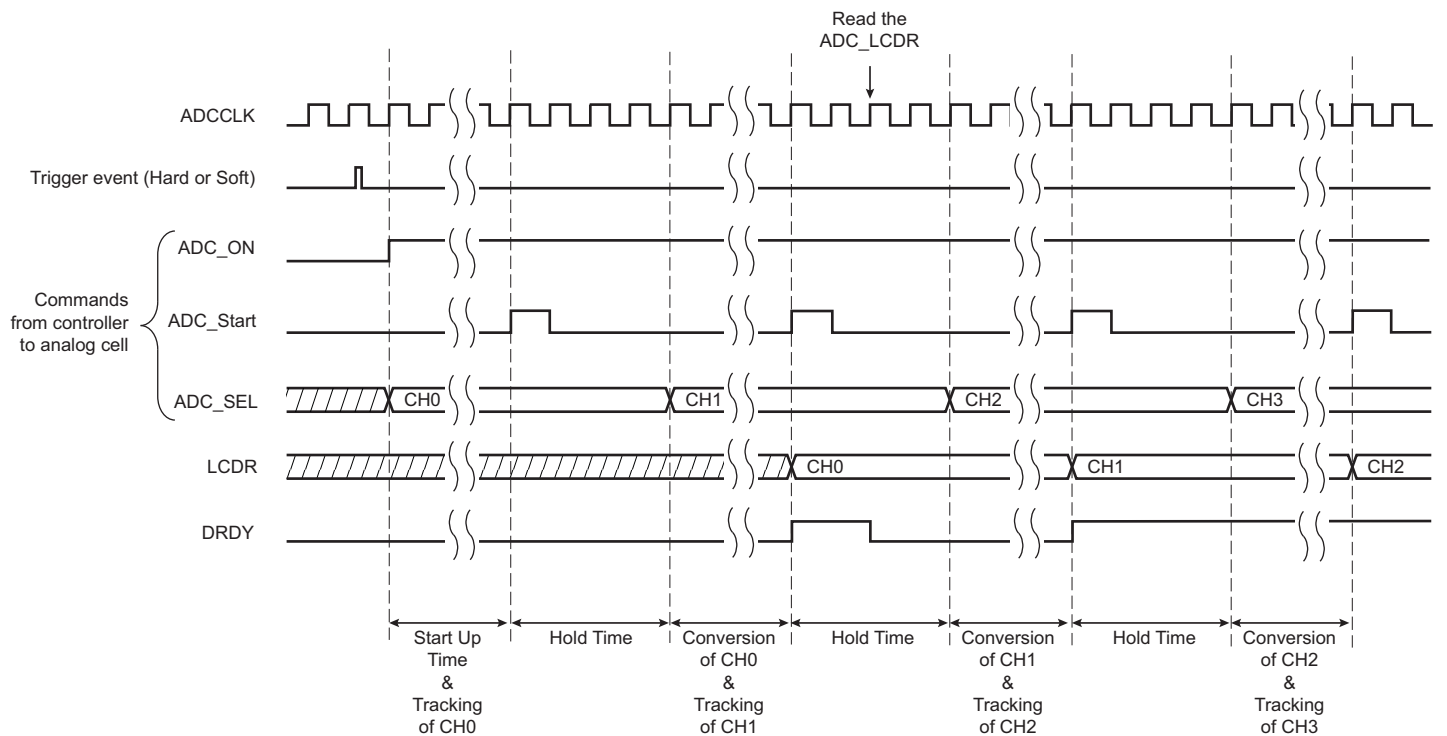 Read the
ADC_LCDR
ADCCLK
Trigger event (Hard or Soft)
ADC_ON
Commands
from controller
to analog cell
ADC_Start
ADC_SEL
CH0
CH1
CH2
CH3
LCDR
CH0
CH1
CH2
DRDY
Start Up
Time
&
Tracking
of CH0
Hold Time
Conversion
of CH0
&
Tracking
of CH1
Hold Time
Conversion
of CH1
&
Tracking
of CH2
Hold Time
Conversion
of CH2
&
Tracking
of CH3